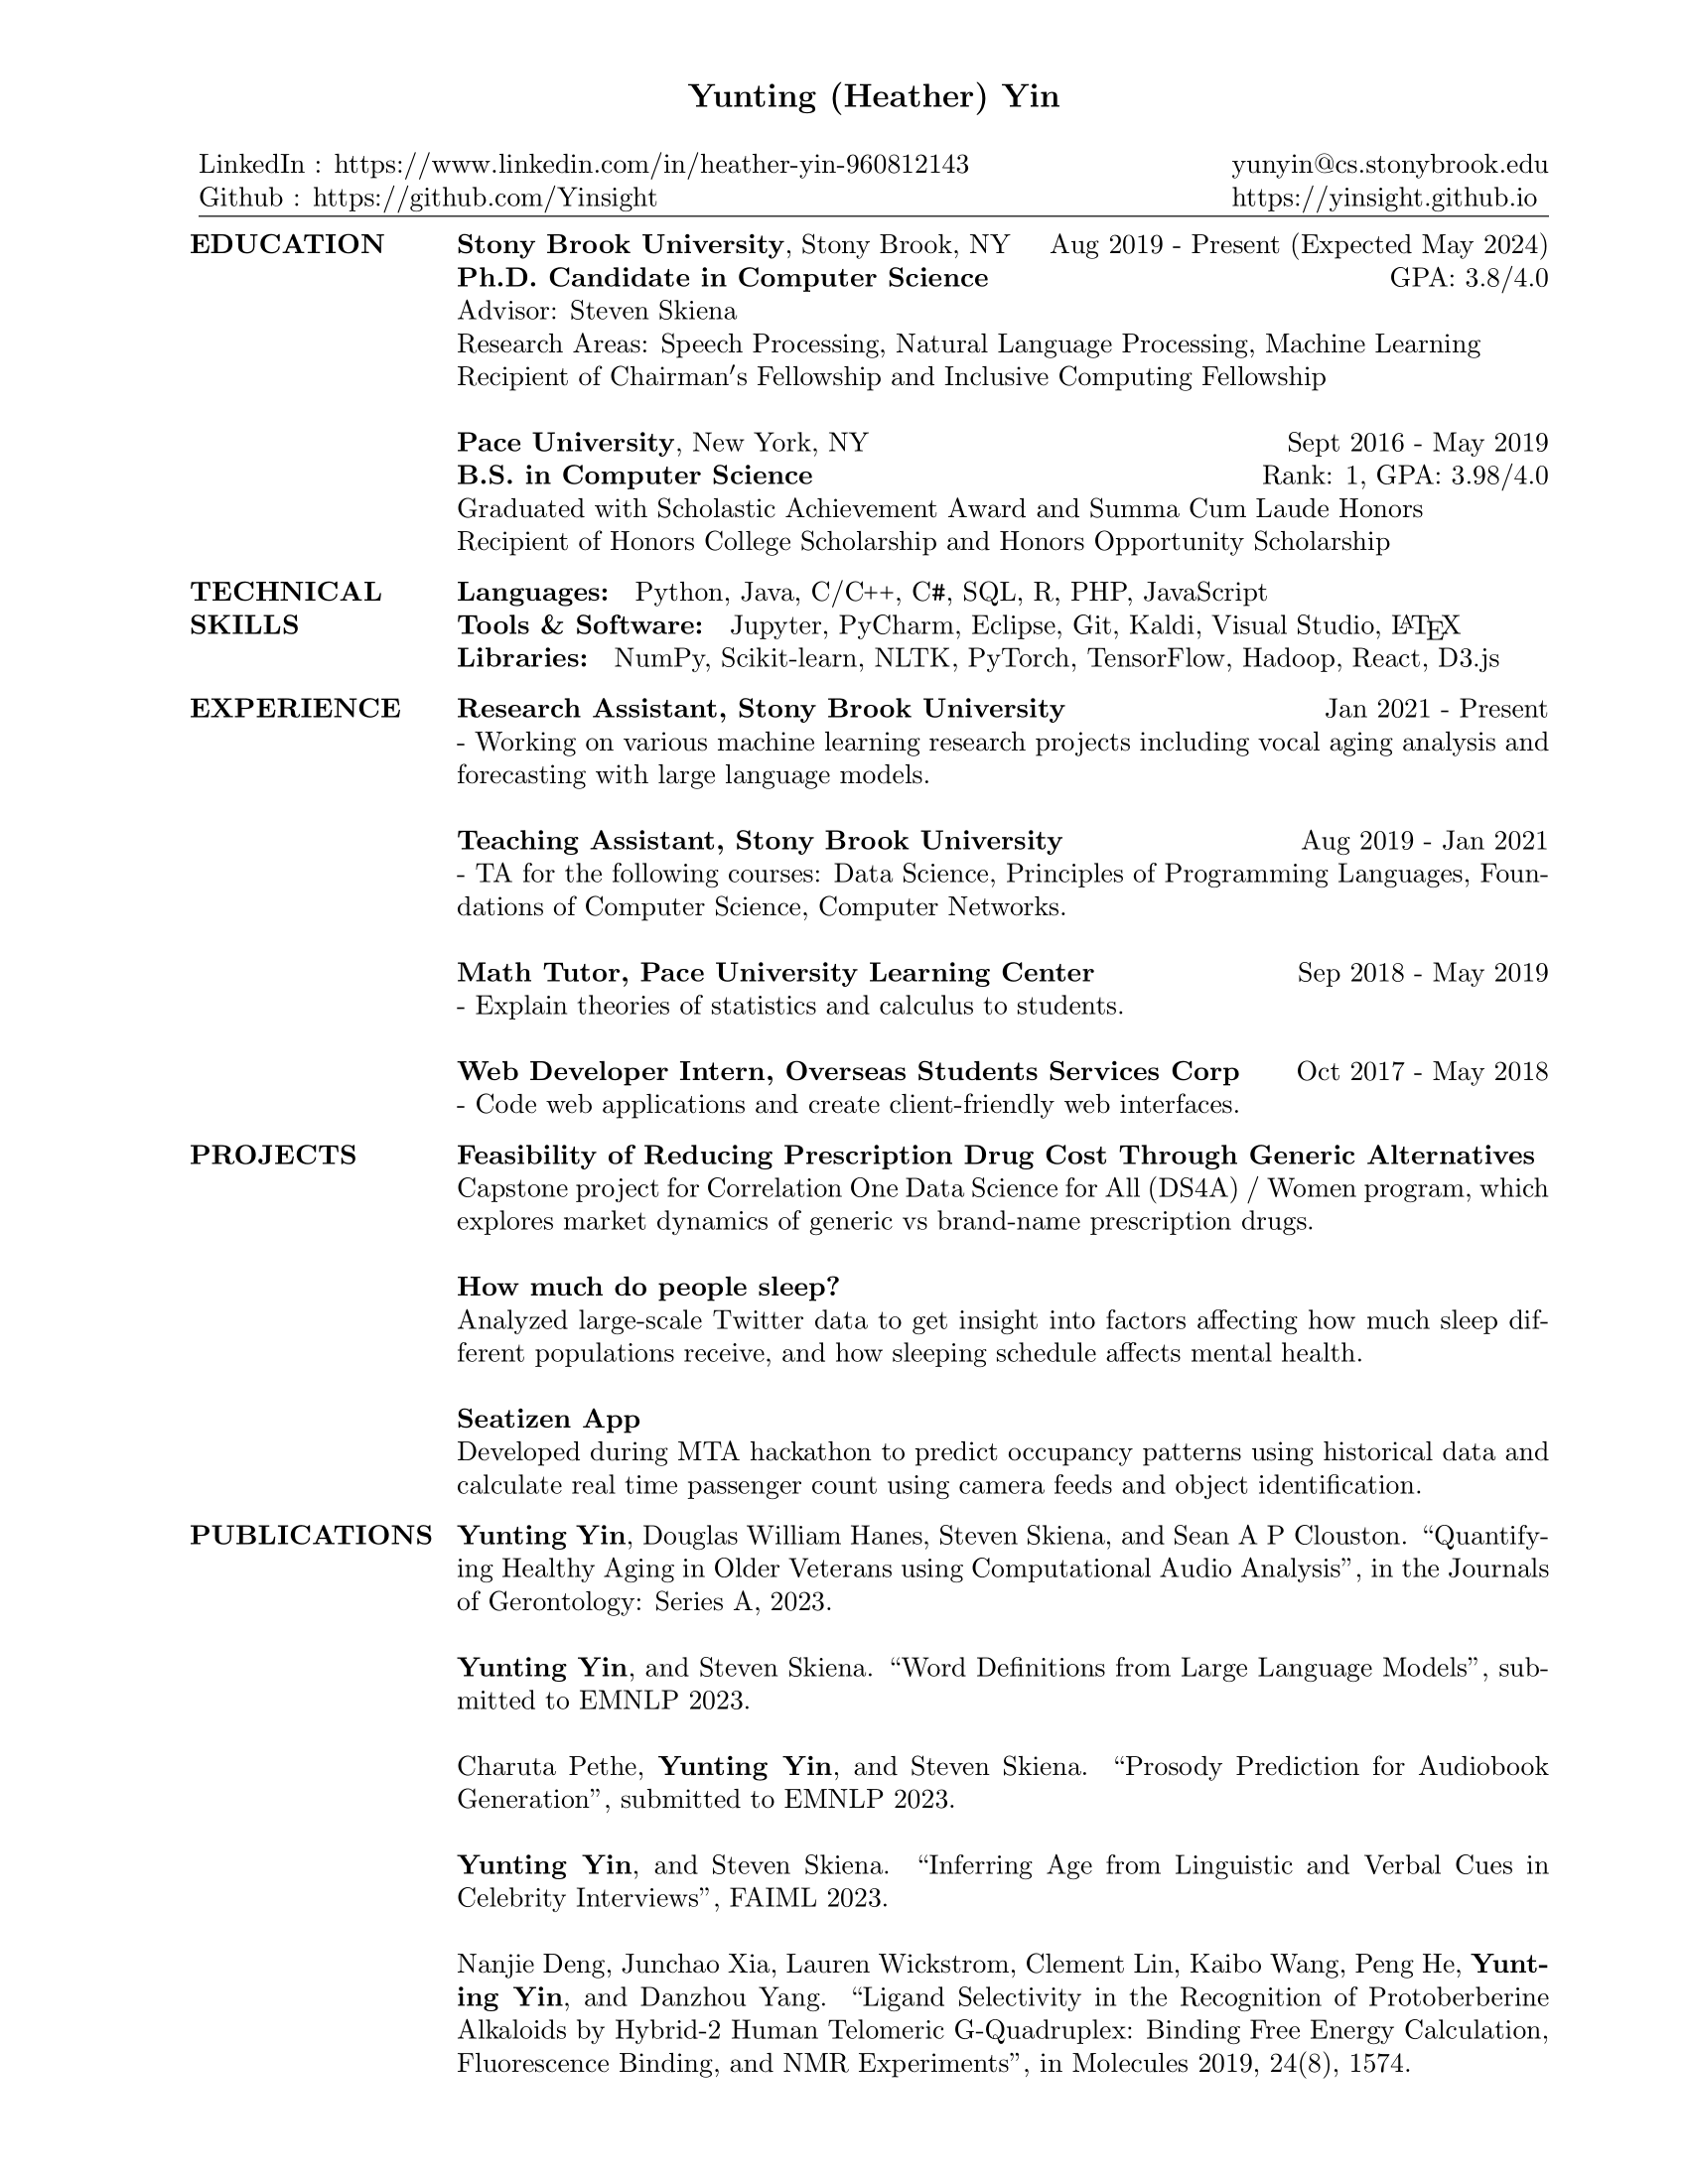 Yunting (Heather) Yin
LinkedIn : https://www.linkedin.com/in/heather-yin-960812143 yunyin@cs.stonybrook.edu
Github : https://github.com/Yinsight https://yinsight.github.io
EDUCATION Stony Brook University, Stony Brook, NY Aug 2019 - Present (Expected May 2024)
Ph.D. Candidate in Computer Science GPA: 3.8/4.0
Advisor: Steven Skiena
Research Areas: Speech Processing, Natural Language Processing, Machine Learning
Recipient of Chairman's Fellowship and Inclusive Computing Fellowship
Pace University, New York, NY Sept 2016 - May 2019
B.S. in Computer Science Rank: 1, GPA: 3.98/4.0
Graduated with Scholastic Achievement Award and Summa Cum Laude Honors
Recipient of Honors College Scholarship and Honors Opportunity Scholarship
TECHNICAL Languages: Python, Java, C/C++, C#, SQL, R, PHP, JavaScript
SKILLS Tools & Software: Jupyter, PyCharm, Eclipse, Git, Kaldi, Visual Studio, LATEX
Libraries: NumPy, Scikit-learn, NLTK, PyTorch, TensorFlow, Hadoop, React, D3.js
EXPERIENCE Research Assistant, Stony Brook University Jan 2021 - Present
- Working on various machine learning research projects including vocal aging analysis and
forecasting with large language models.
Teaching Assistant, Stony Brook University Aug 2019 - Jan 2021
- TA for the following courses: Data Science, Principles of Programming Languages, Foun-
dations of Computer Science, Computer Networks.
Math Tutor, Pace University Learning Center Sep 2018 - May 2019
- Explain theories of statistics and calculus to students.
Web Developer Intern, Overseas Students Services Corp Oct 2017 - May 2018
- Code web applications and create client-friendly web interfaces.
PROJECTS Feasibility of Reducing Prescription Drug Cost Through Generic Alternatives
Capstone project for Correlation One Data Science for All (DS4A) / Women program, which
explores market dynamics of generic vs brand-name prescription drugs.
How much do people sleep?
Analyzed large-scale Twitter data to get insight into factors affecting how much sleep dif-
ferent populations receive, and how sleeping schedule affects mental health.
Seatizen App
Developed during MTA hackathon to predict occupancy patterns using historical data and
calculate real time passenger count using camera feeds and object identification.
PUBLICATIONS Yunting Yin, Douglas William Hanes, Steven Skiena, and Sean A P Clouston. “Quantify-
ing Healthy Aging in Older Veterans using Computational Audio Analysis”, in the Journals
of Gerontology: Series A, 2023.
Yunting Yin, and Steven Skiena. “Word Definitions from Large Language Models”, sub-
mitted to EMNLP 2023.
Charuta Pethe, Yunting Yin, and Steven Skiena. “Prosody Prediction for Audiobook
Generation”, submitted to EMNLP 2023.
Yunting Yin, and Steven Skiena. “Inferring Age from Linguistic and Verbal Cues in
Celebrity Interviews”, FAIML 2023.
Nanjie Deng, Junchao Xia, Lauren Wickstrom, Clement Lin, Kaibo Wang, Peng He, Yunt-
ing Yin, and Danzhou Yang. “Ligand Selectivity in the Recognition of Protoberberine
Alkaloids by Hybrid-2 Human Telomeric G-Quadruplex: Binding Free Energy Calculation,
Fluorescence Binding, and NMR Experiments”, in Molecules 2019, 24(8), 1574.